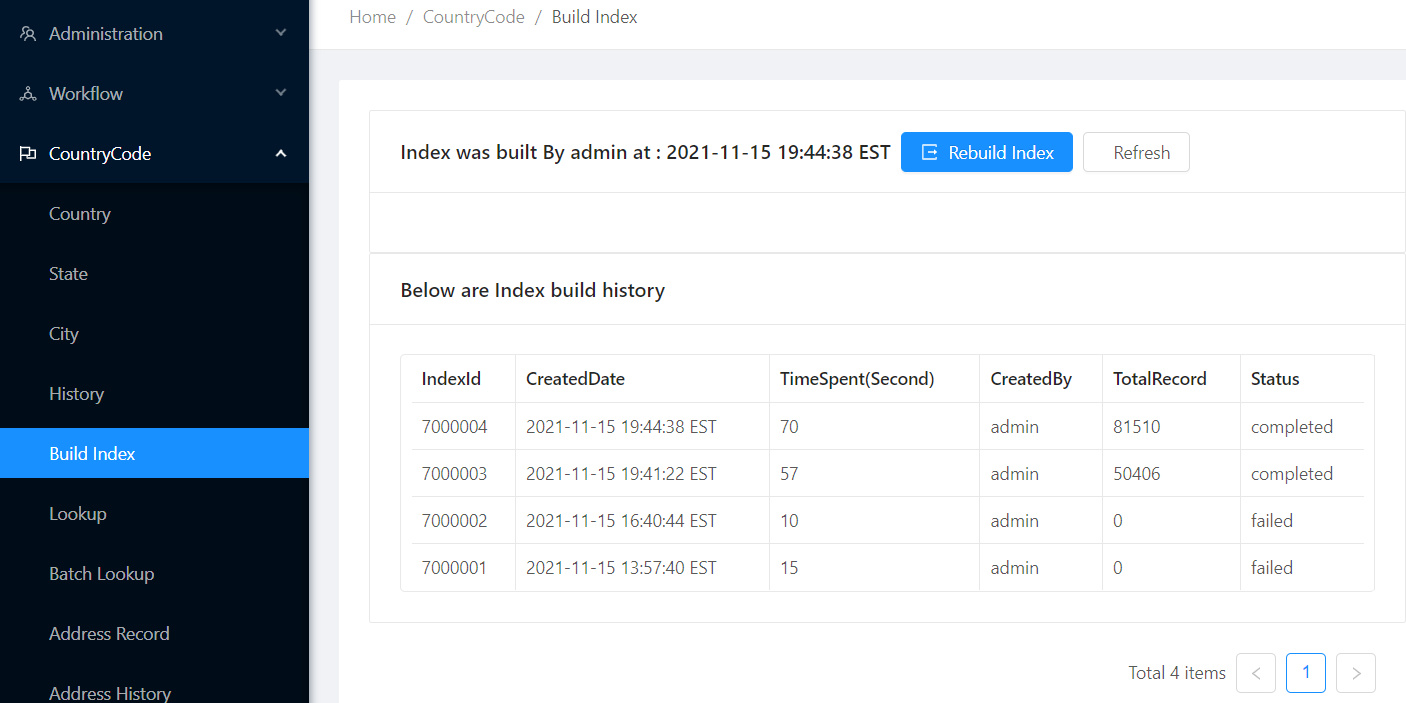 Administration
Workflow
CountryCode
Country
State
City
History
Build Index
Lookup
Batch Lookup
Address Record
Address History
Home / CountryCode / Build Index
Index was built By admin at : 2021-11-15 19:44:38 EST Rebuild Index Refresh
Below are Index build history
IndexId CreatedDate TimeSpent(Second) CreatedBy TotalRecord Status
7000004 2021-11-15 19:44:38 EST 70 admin 81510 completed
7000003 2021-11-15 19:41:22 EST 57 admin 50406 completed
7000002 2021-11-15 16:40:44 EST 10 admin 0 failed
7000001 2021-11-15 13:57:40 EST 15 admin 0 failed
Total 4 items < 1 >